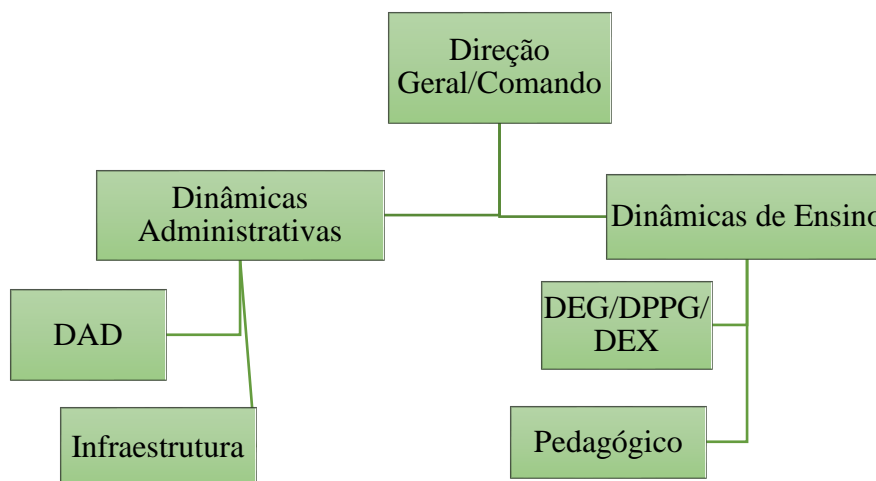 Direção
Geral/Comando
Dinâmicas
Administrativas
Dinâmicas de Ensino
DAD
DEG/DPPG/
DEX
Infraestrutura
Pedagógico